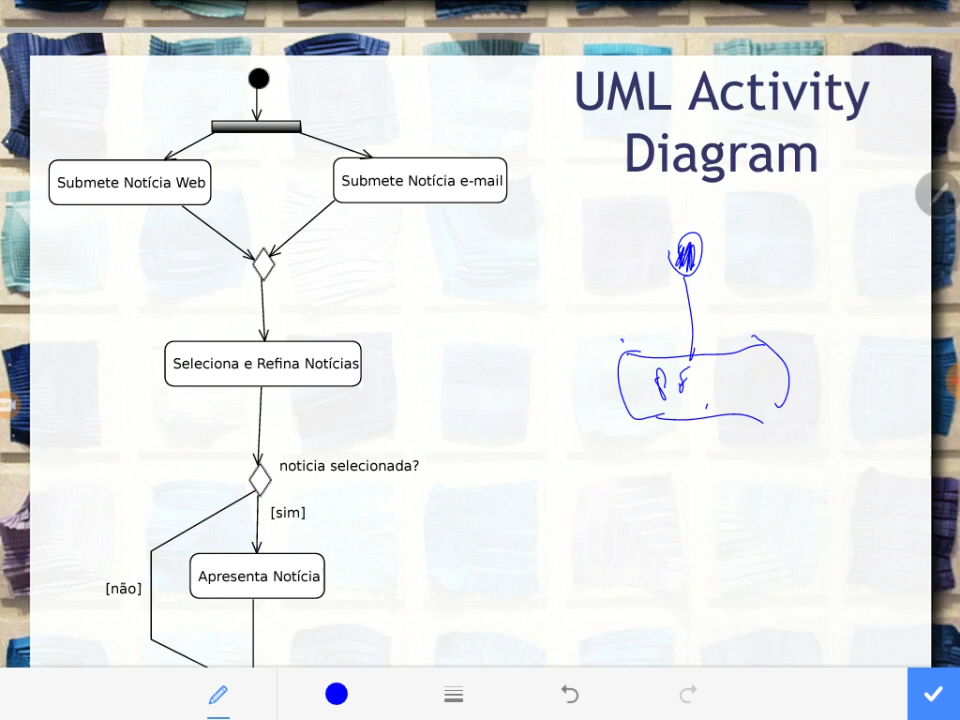 UML Activity
Diagram
Submete Notícia Web
Submete Notícia e-mail
Seleciona e Refina Notícias
noticia selecionada?
[sim]
Apresenta Notícia
[não]